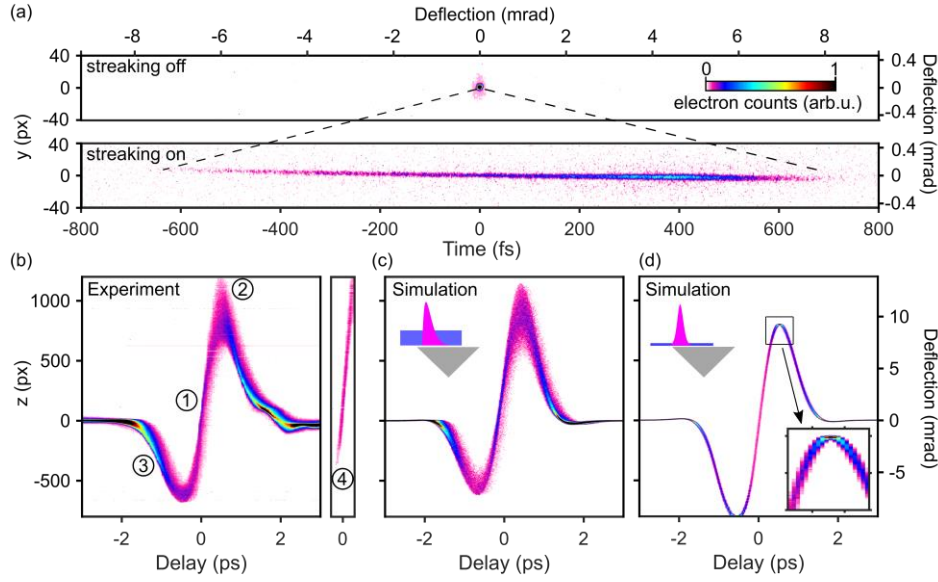 (a)
Deflection (mrad)
-8 -6 -4 -2 0 2 4 6 8
40
0
-40
streaking off
0 1
electron counts (arb.u.)
0.4
0
-0.4
y (px)
Deflection (mrad)
40
0
-40
streaking on
0.4
0
-0.4
-800 -600 -400 -200 0 200 400 600 800
Time (fs)
(b) (c) (d)
Experiment
Simulation
Simulation
1000
500
0
-500
z (px)
1
2
3
4
10
5
0
-5
Deflection (mrad)
-2 0 2 0 -2 0 2 -2 0 2
Delay (ps) Delay (ps) Delay (ps)